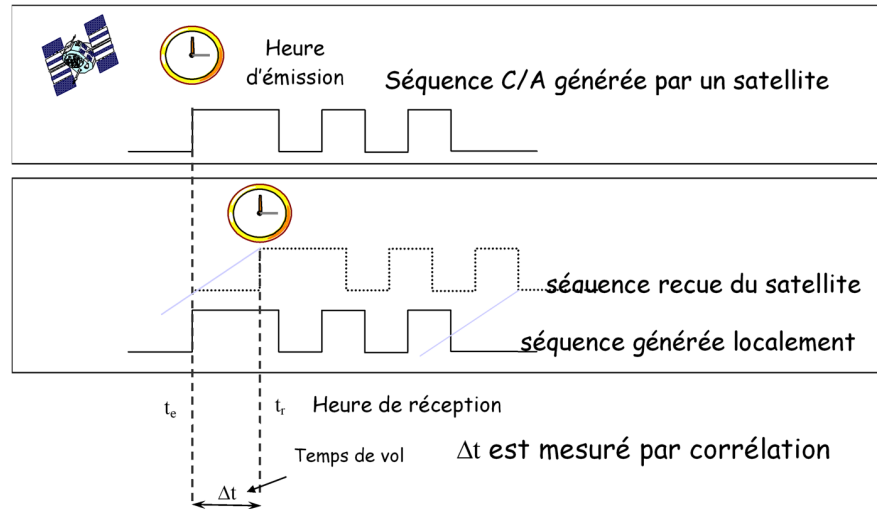 Heure
d'émission
Séquence C/A générée par un satellite
séquence recue du satellite
séquence générée localement
te
tr
Heure de réception
Temps de vol
Δt est mesuré par corrélation
Δt